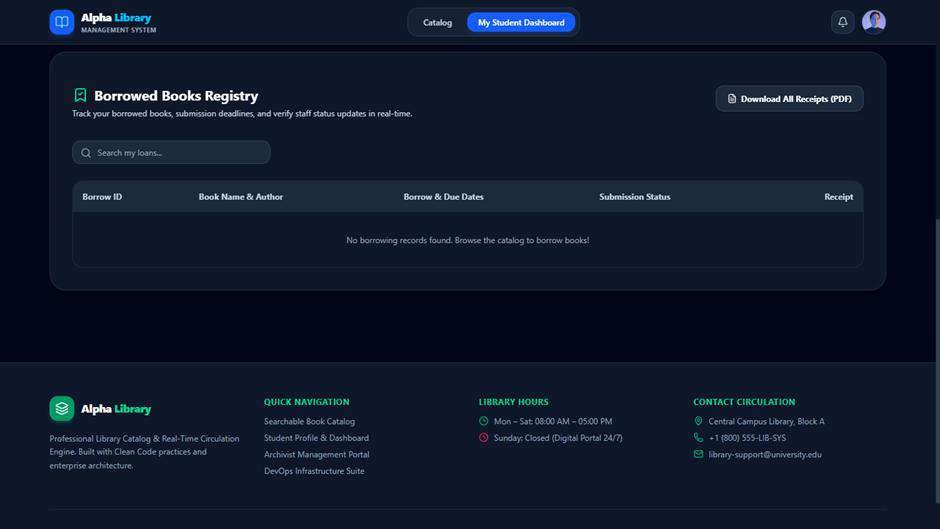 Alpha Library
MANAGEMENT SYSTEM
Catalog
My Student Dashboard
Borrowed Books Registry
Track your borrowed books, submission deadlines, and verify staff status updates in real-time.
Download All Receipts (PDF)
Search my loans...
Borrow ID
Book Name & Author
Borrow & Due Dates
Submission Status
Receipt
No borrowing records found. Browse the catalog to borrow books!
Alpha Library
Professional Library Catalog & Real-Time Circulation
Engine. Built with Clean Code practices and
enterprise architecture.
QUICK NAVIGATION
Searchable Book Catalog
Student Profile & Dashboard
Archivist Management Portal
DevOps Infrastructure Suite
LIBRARY HOURS
Mon – Sat: 08:00 AM – 05:00 PM
Sunday: Closed (Digital Portal 24/7)
CONTACT CIRCULATION
Central Campus Library, Block A
+1 (800) 555-LIB-SYS
library-support@university.edu